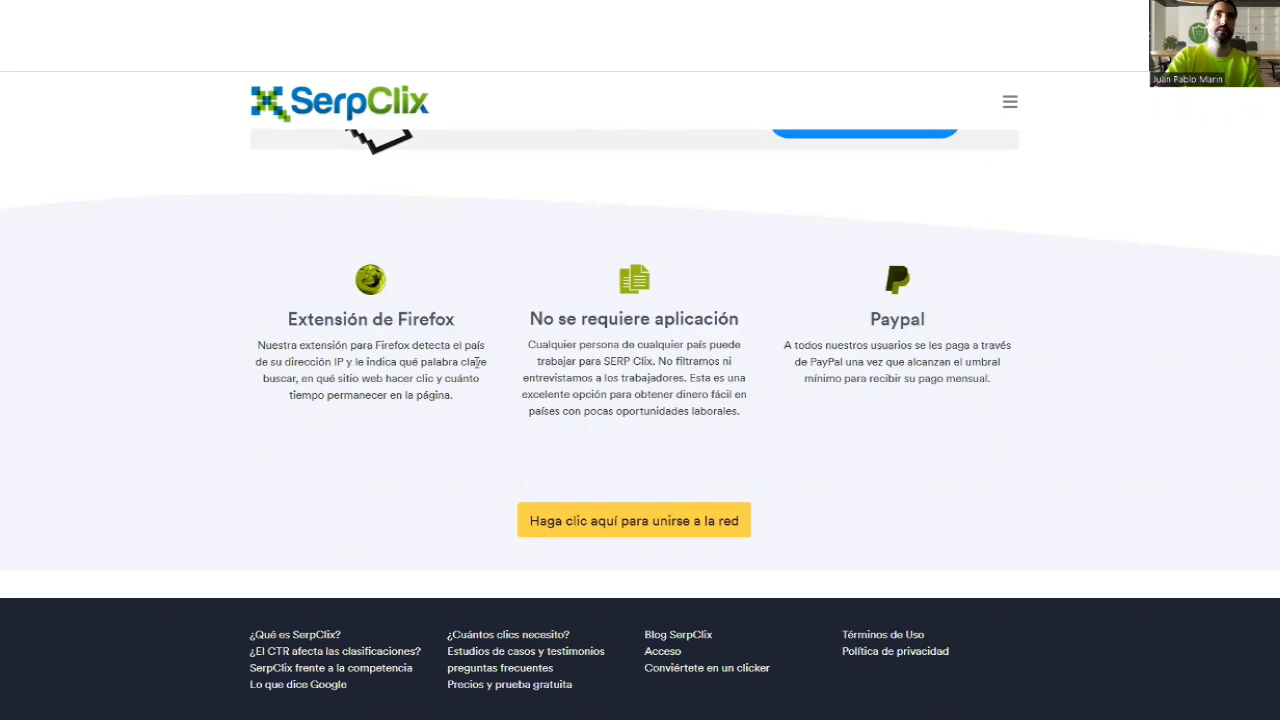 Juan Pablo Marin
SerpClix
Extensión de Firefox
Nuestra extensión para Firefox detecta el país
de su dirección IP y le indica qué palabra clave
buscar, en qué sitio web hacer clic y cuánto
tiempo permanecer en la página.
No se requiere aplicación
Cualquier persona de cualquier país puede
trabajar para SERP Clix. No filtramos ni
entrevistamos a los trabajadores. Esta es una
excelente opción para obtener dinero fácil en
países con pocas oportunidades laborales.
Paypal
A todos nuestros usuarios se les paga a través
de PayPal una vez que alcanzan el umbral
mínimo para recibir su pago mensual.
Haga clic aquí para unirse a la red
¿Qué es SerpClix?
¿El CTR afecta las clasificaciones?
SerpClix frente a la competencia
Lo que dice Google
¿Cuántos clics necesito?
Estudios de casos y testimonios
preguntas frecuentes
Precios y prueba gratuita
Blog SerpClix
Acceso
Conviértete en un clicker
Términos de Uso
Política de privacidad